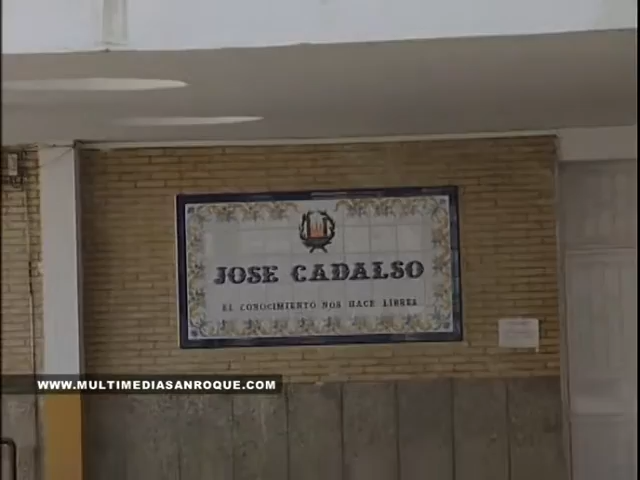 JOSE CADALSO
EL CONOCIMIENTO NOS HACE LIBRES
WWW.MULTIMEDIASANROQUE.COM